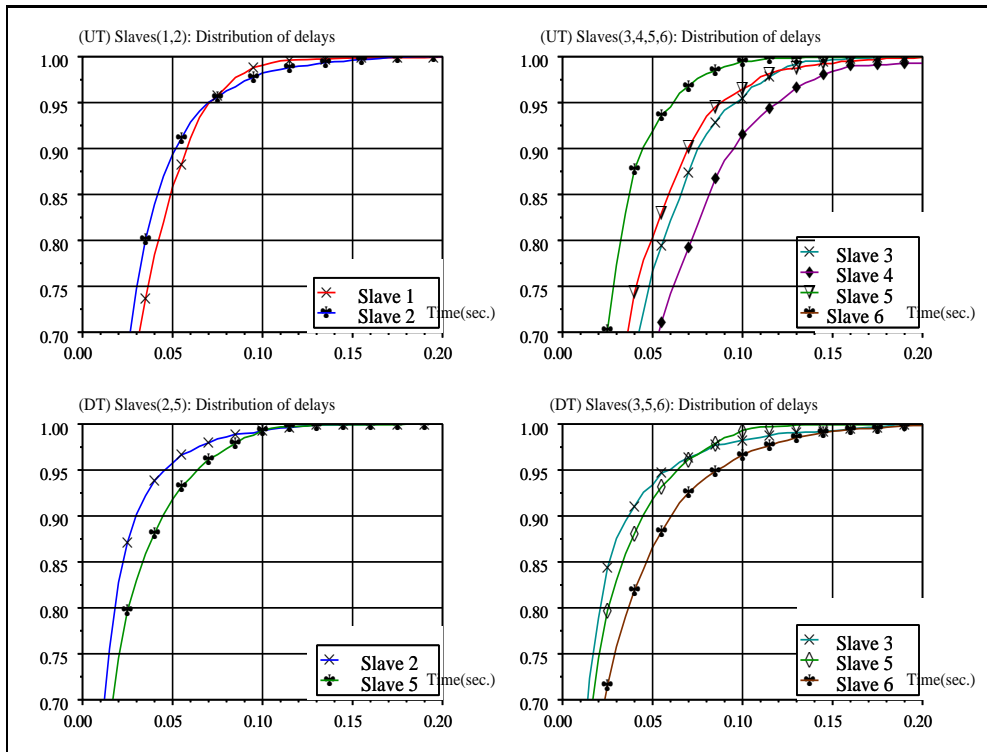 (UT) Slaves(1,2): Distribution of delays
1.00
0.95
0.90
0.85
0.80
0.75
0.70
Slave 1
Slave 2
Time(sec.)
0.00 0.05 0.10 0.15 0.20
(UT) Slaves(3,4,5,6): Distribution of delays
1.00
0.95
0.90
0.85
0.80
0.75
0.70
Slave 3
Slave 4
Slave 5
Slave 6
Time(sec.)
0.00 0.05 0.10 0.15 0.20
(DT) Slaves(2,5): Distribution of delays
1.00
0.95
0.90
0.85
0.80
0.75
0.70
Slave 2
Slave 5
Time(sec.)
0.00 0.05 0.10 0.15 0.20
(DT) Slaves(3,5,6): Distribution of delays
1.00
0.95
0.90
0.85
0.80
0.75
0.70
Slave 3
Slave 5
Slave 6
Time(sec.)
0.00 0.05 0.10 0.15 0.20